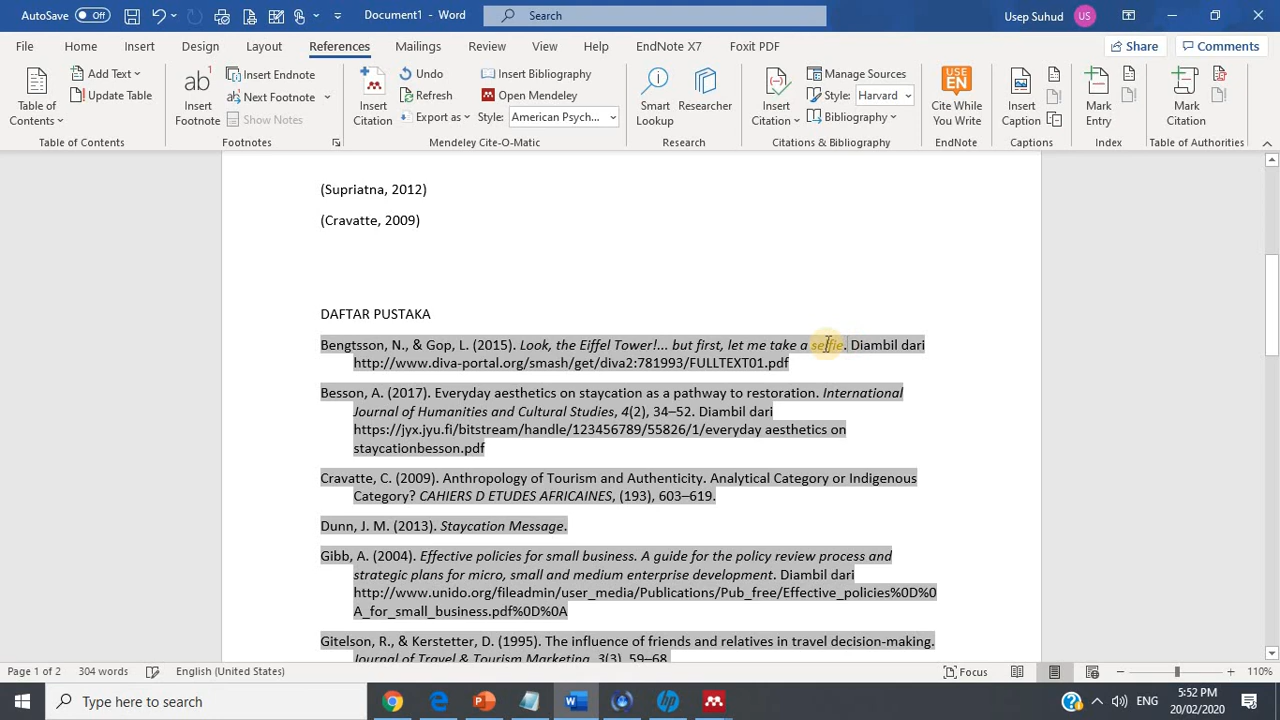 AutoSave Off Document1 - Word Search Usep Suhud US
File Home Insert Design Layout References Mailings Review View Help EndNote X7 Foxit PDF Share Comments
Table of Contents
Add Text
Update Table
Table of Contents
ab1
Insert Footnote
Insert Endnote
Next Footnote
Show Notes
Footnotes
Insert Citation
Undo
Refresh
Export as
Insert Bibliography
Open Mendeley
Style: American Psych...
Mendeley Cite-O-Matic
Smart Lookup
Researcher
Research
Insert Citation
Manage Sources
Style: Harvard
Bibliography
Citations & Bibliography
USE EN
Cite While You Write
EndNote
Insert Caption
Captions
Mark Entry
Index
Mark Citation
Table of Authorities
(Supriatna, 2012)
(Cravatte, 2009)
DAFTAR PUSTAKA
Bengtsson, N., & Gop, L. (2015). Look, the Eiffel Tower!... but first, let me take a selfie. Diambil dari
http://www.diva-portal.org/smash/get/diva2:781993/FULLTEXT01.pdf
Besson, A. (2017). Everyday aesthetics on staycation as a pathway to restoration. International
Journal of Humanities and Cultural Studies, 4(2), 34–52. Diambil dari
https://jyx.jyu.fi/bitstream/handle/123456789/55826/1/everyday aesthetics on
staycationbesson.pdf
Cravatte, C. (2009). Anthropology of Tourism and Authenticity. Analytical Category or Indigenous
Category? CAHIERS D ETUDES AFRICAINES, (193), 603–619.
Dunn, J. M. (2013). Staycation Message.
Gibb, A. (2004). Effective policies for small business. A guide for the policy review process and
strategic plans for micro, small and medium enterprise development. Diambil dari
http://www.unido.org/fileadmin/user_media/Publications/Pub_free/Effective_policies%0D%0
A_for_small_business.pdf%0D%0A
Gitelson, R., & Kerstetter, D. (1995). The influence of friends and relatives in travel decision-making.
Journal of Travel & Tourism Marketing, 3(3), 59–68.
Page 1 of 2 304 words English (United States) Focus 110%
Type here to search ENG 5:52 PM
20/02/2020